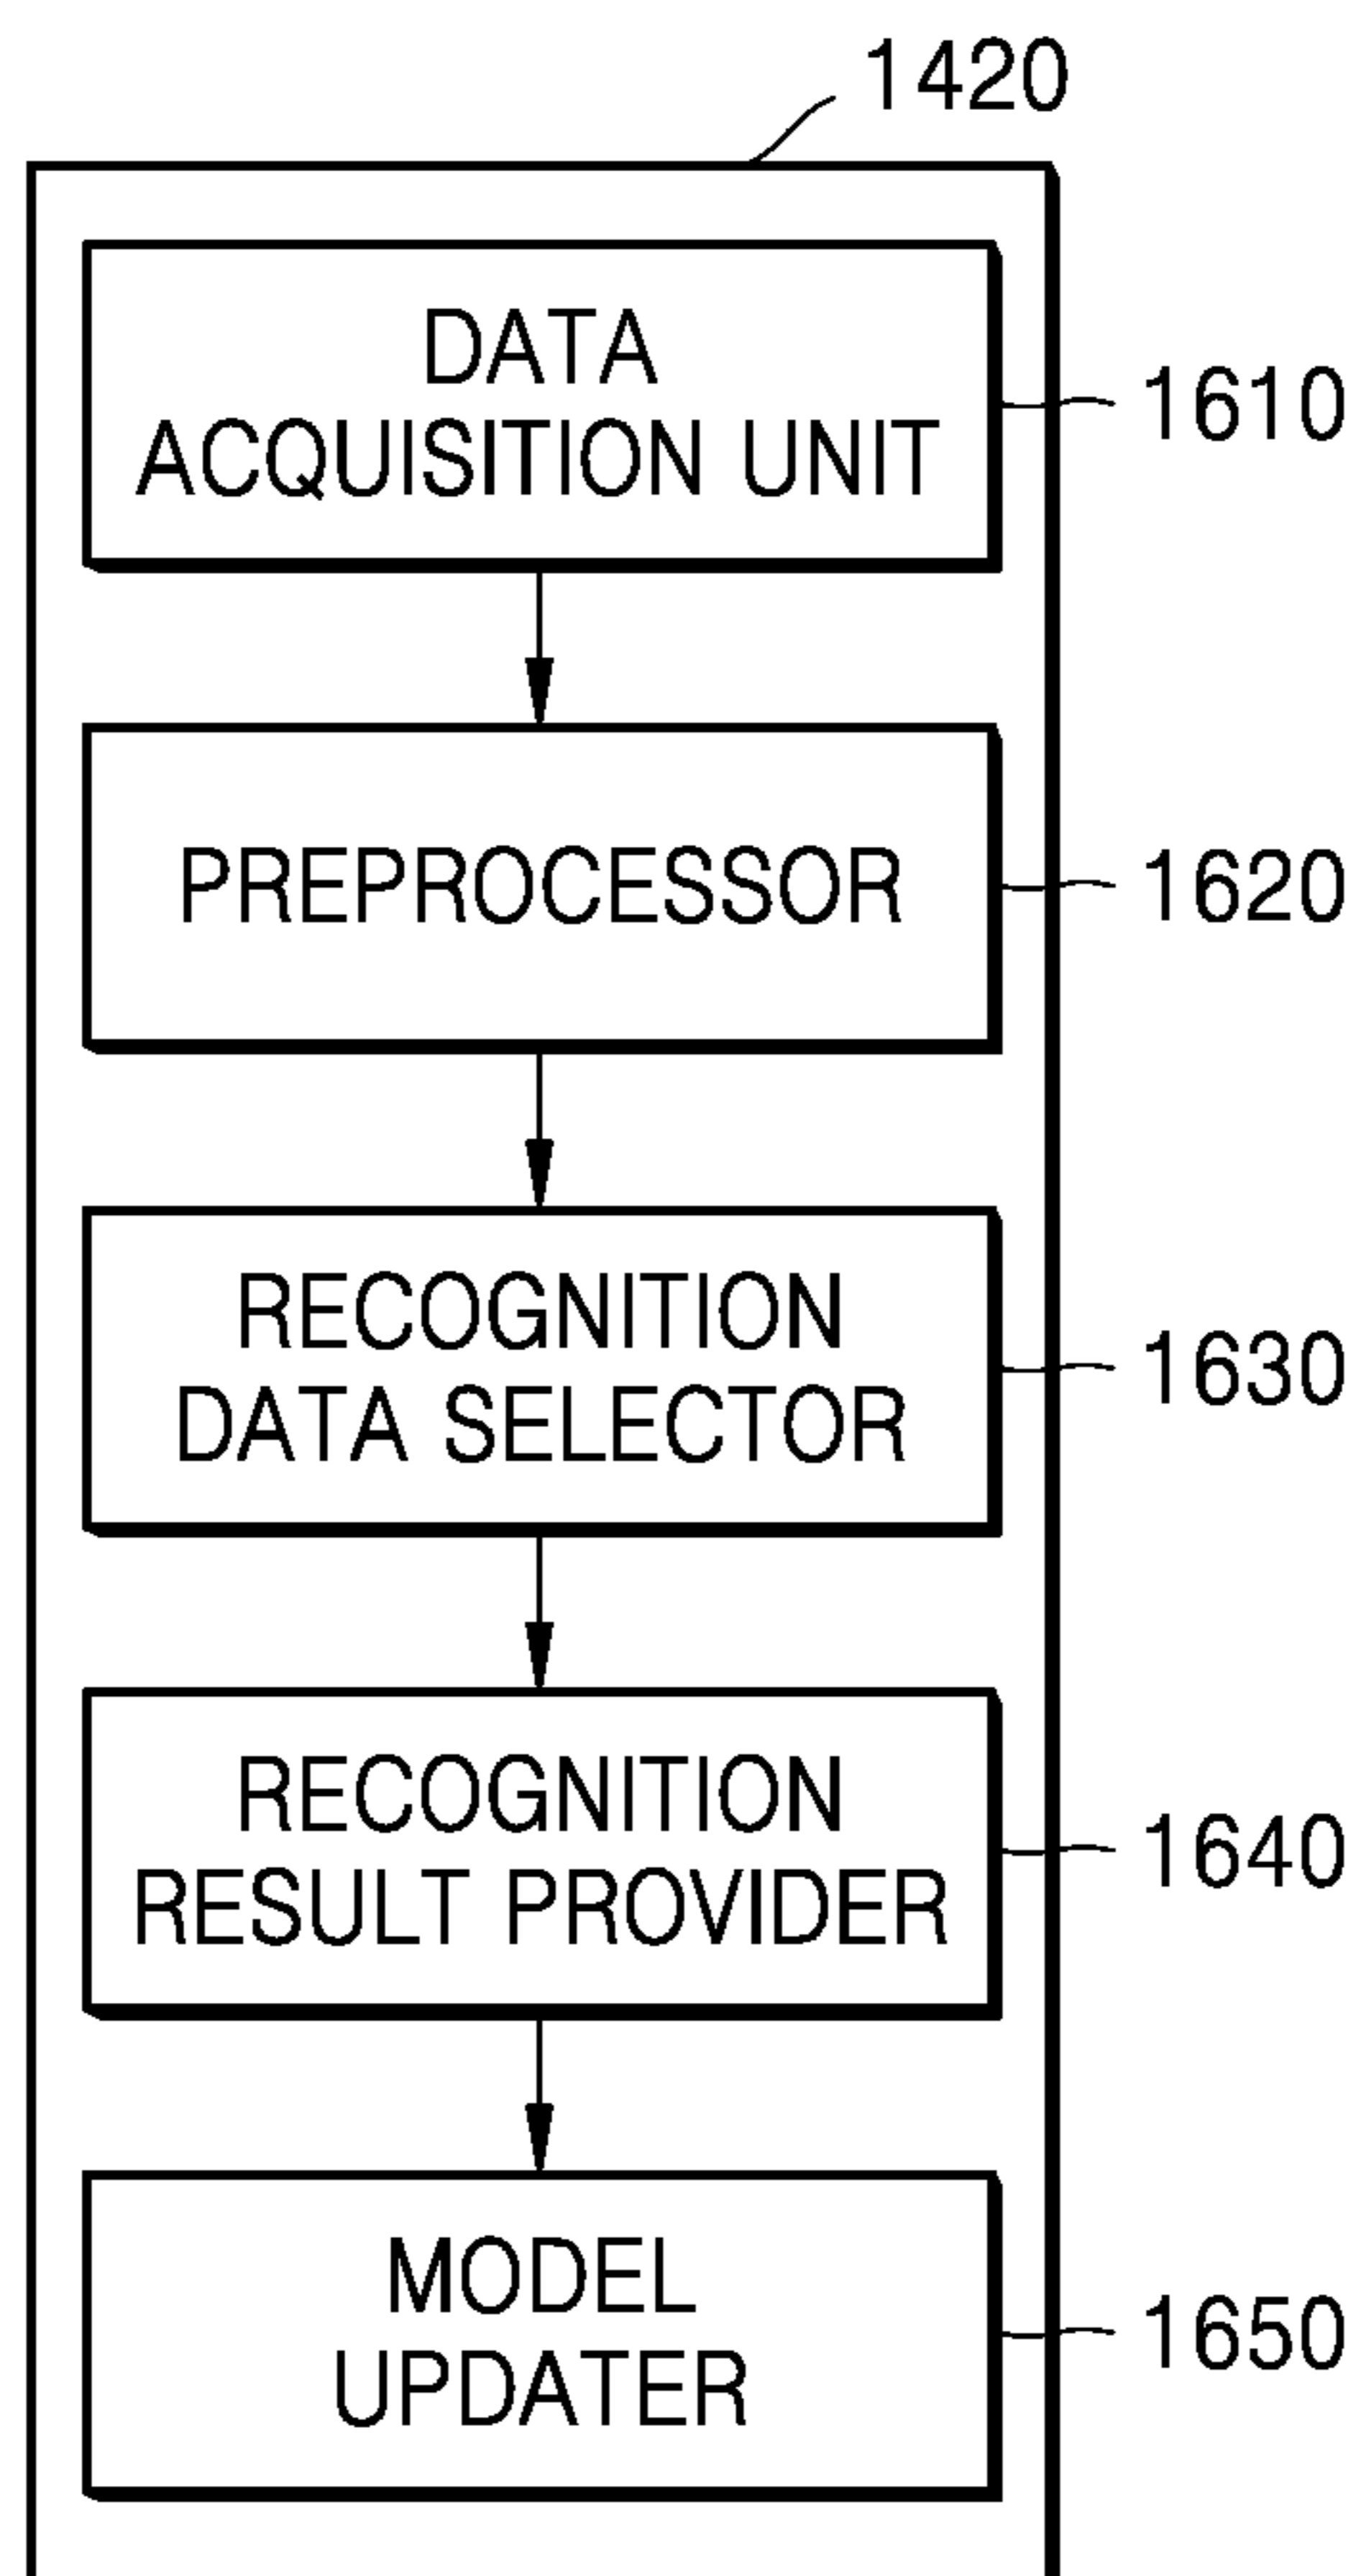 1420
DATA
ACQUISITION UNIT
1610
PREPROCESSOR
1620
RECOGNITION
DATA SELECTOR
1630
RECOGNITION
RESULT PROVIDER
1640
MODEL
UPDATER
1650